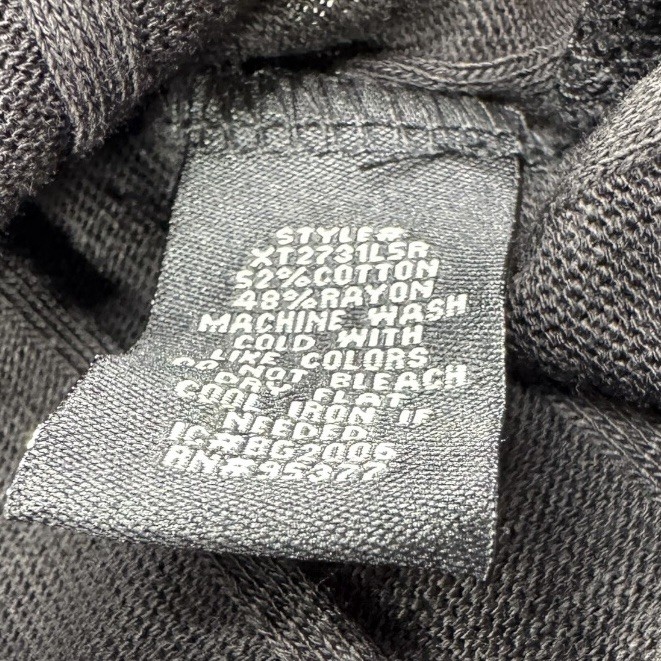 STYLE#
XT2731LSR
52%COTTON
48%RAYON
MACHINE WASH
COLD WITH
LIKE COLORS
DO NOT BLEACH
DRY FLAT
COOL IRON IF
NEEDED
IC#BG2006
RN#95377